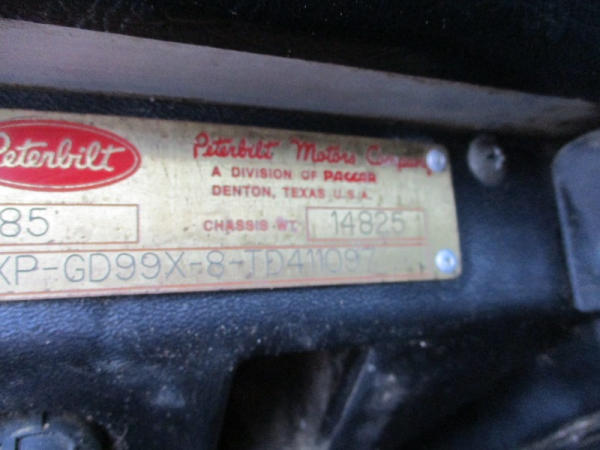 Peterbilt
Peterbilt Motors Company
A DIVISION OF PACCAR
DENTON, TEXAS U.S.A.
85 CHASSIS WT. 14825
XP-GD99X-8-TD411097